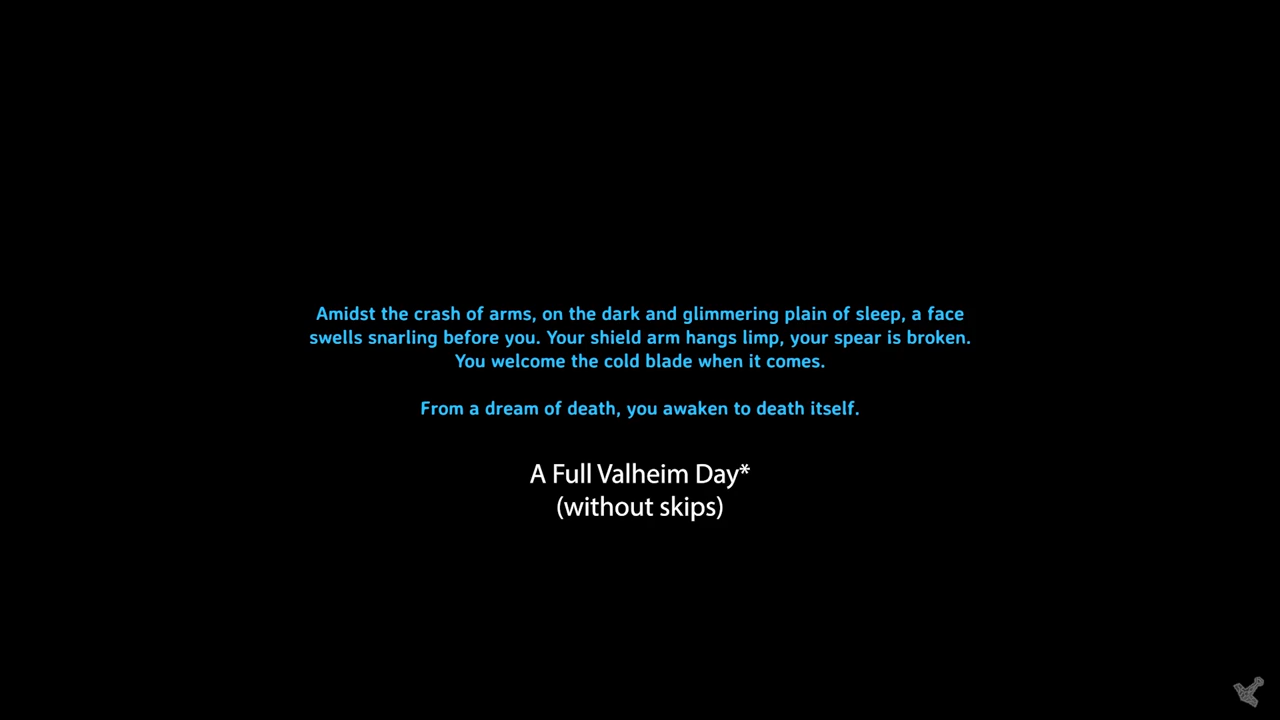 Amidst the crash of arms, on the dark and glimmering plain of sleep, a face
swells snarling before you. Your shield arm hangs limp, your spear is broken.
You welcome the cold blade when it comes.
From a dream of death, you awaken to death itself.
A Full Valheim Day*
(without skips)